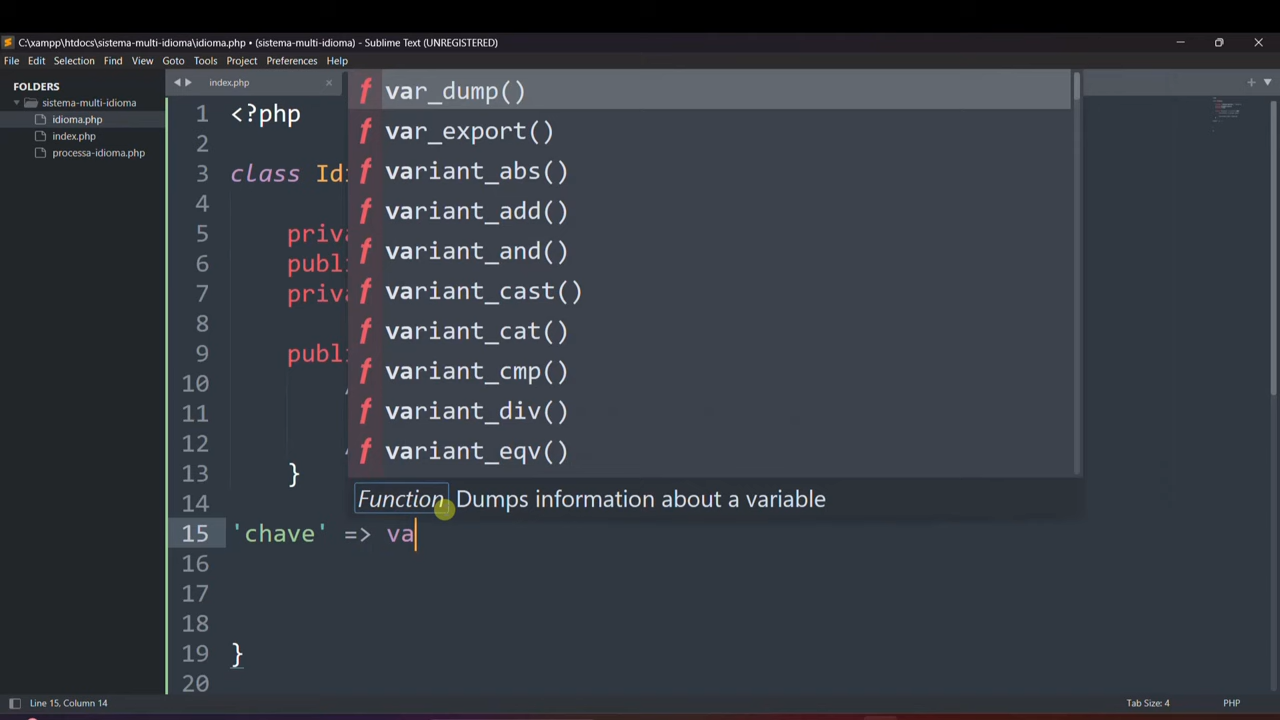 C:\xampp\htdocs\sistema-multi-idioma\idioma.php • (sistema-multi-idioma) - Sublime Text (UNREGISTERED)
File Edit Selection Find View Goto Tools Project Preferences Help
FOLDERS
sistema-multi-idioma
idioma.php
index.php
processa-idioma.php
index.php
1 <?php
2
3 class Idi
4
5 priva
6 publi
7 priva
8
9 publi
10 /
11
12 /
13 }
14
15 'chave' => va
16
17
18
19 }
20
var_dump()
var_export()
variant_abs()
variant_add()
variant_and()
variant_cast()
variant_cat()
variant_cmp()
variant_div()
variant_eqv()
Function Dumps information about a variable
Line 15, Column 14
Tab Size: 4
PHP